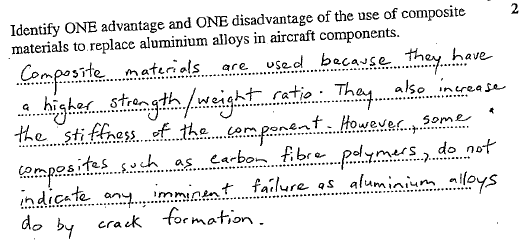 Identify ONE advantage and ONE disadvantage of the use of composite 2
materials to replace aluminium alloys in aircraft components.
Composite materials are used because they have
a higher strength/weight ratio. They also increase
the stiffness of the component. However, some
composites such as carbon fibre polymers, do not
indicate any imminent failure as aluminium alloys
do by crack formation.